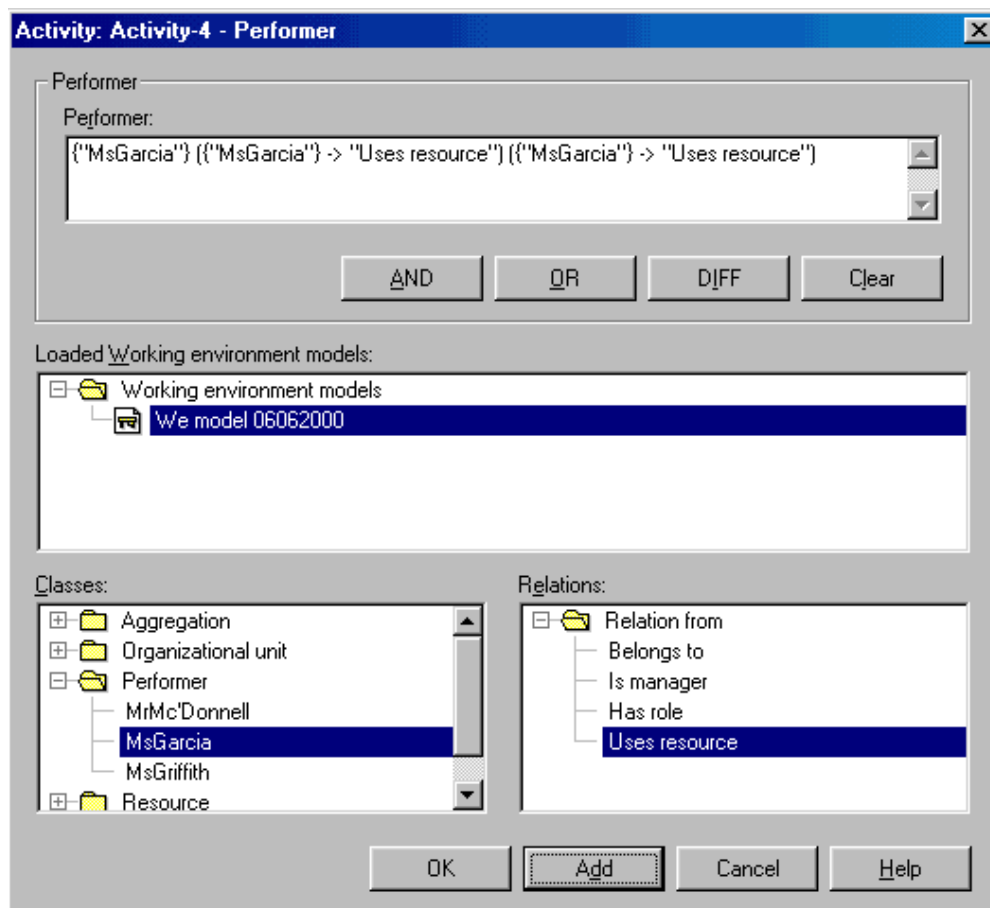 Activity: Activity-4 - Performer
Performer
Performer:
{"MsGarcia"} ({"MsGarcia"} -> "Uses resource") ({"MsGarcia"} -> "Uses resource")
AND OR DIFF Clear
Loaded Working environment models:
Working environment models
We model 06062000
Classes:
Aggregation
Organizational unit
Performer
MrMc'Donnell
MsGarcia
MsGriffith
Resource
Relations:
Relation from
Belongs to
Is manager
Has role
Uses resource
OK Add Cancel Help